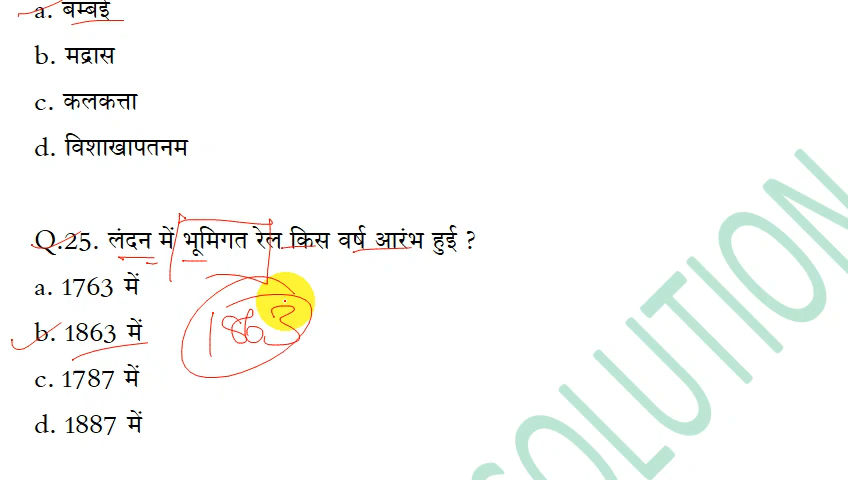 a. बम्बई
b. मद्रास
c. कलकत्ता
d. विशाखापतनम
Q.25. लंदन में भूमिगत रेल किस वर्ष आरंभ हुई ?
a. 1763 में
b. 1863 में
1863
c. 1787 में
d. 1887 में
SOLUTION